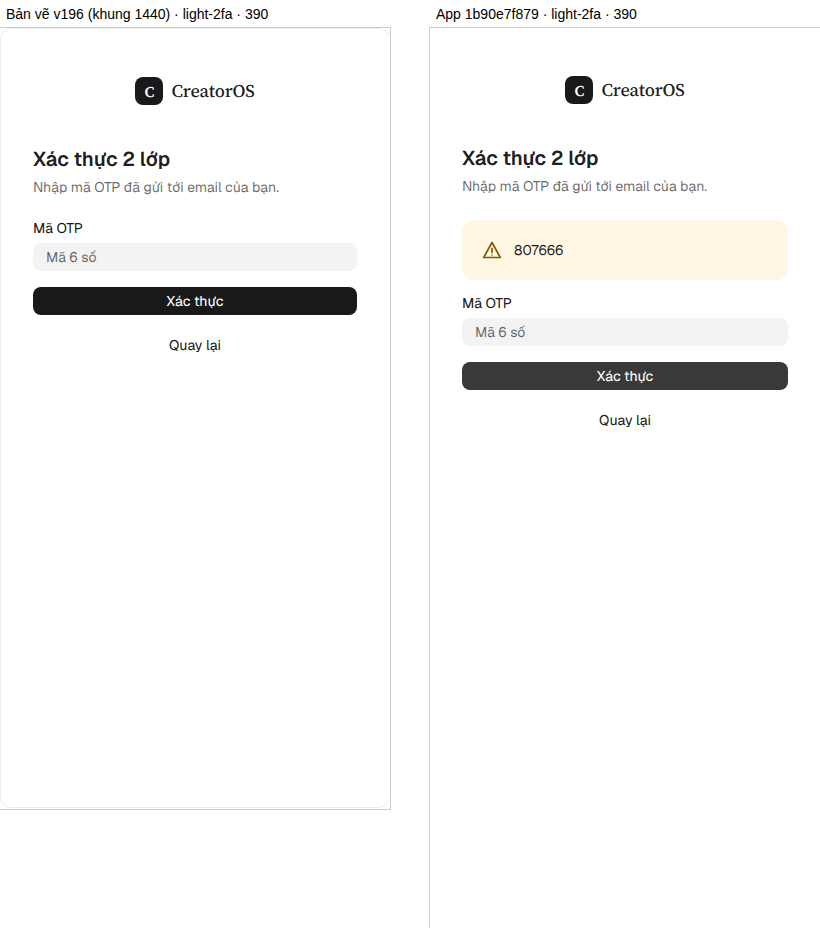 Bản vẽ v196 (khung 1440) · light-2fa · 390
C CreatorOS
Xác thực 2 lớp
Nhập mã OTP đã gửi tới email của bạn.
Mã OTP
Mã 6 số
Xác thực
Quay lại
App 1b90e7f879 · light-2fa · 390
C CreatorOS
Xác thực 2 lớp
Nhập mã OTP đã gửi tới email của bạn.
807666
Mã OTP
Mã 6 số
Xác thực
Quay lại